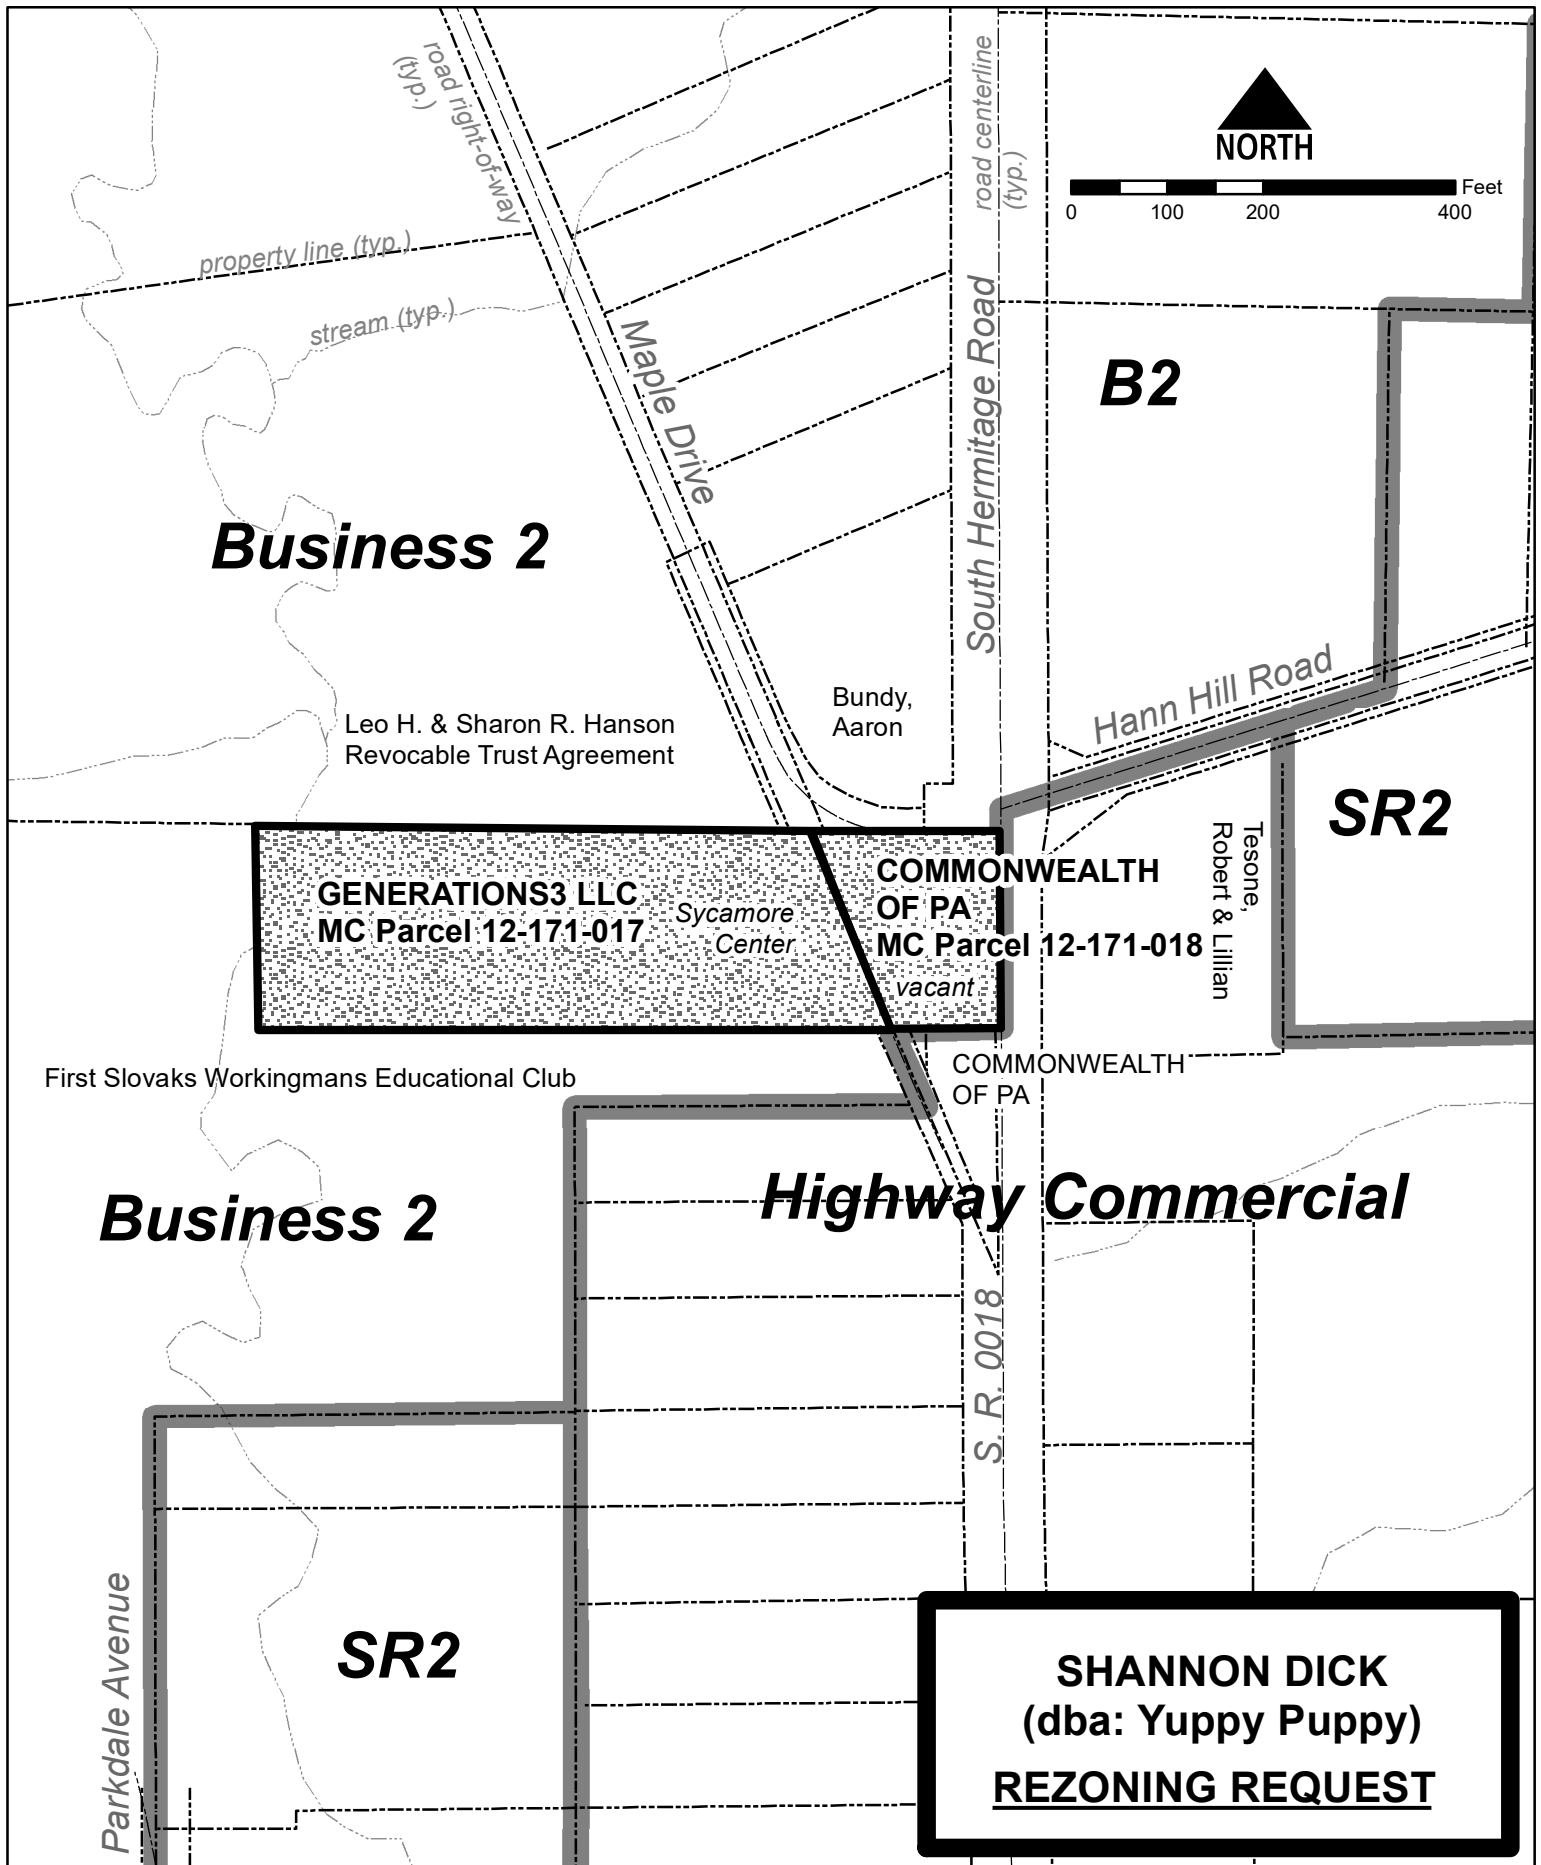 road right-of-way
(typ.)
road centerline
(typ.)
NORTH
Feet
0 100 200 400
property line (typ.)
stream (typ.)
Maple Drive
South Hermitage Road
B2
Business 2
Hann Hill Road
Bundy,
Aaron
Leo H. & Sharon R. Hanson
Revocable Trust Agreement
SR2
Tesone,
Robert & Lillian
GENERATIONS3 LLC
MC Parcel 12-171-017
Sycamore
Center
COMMONWEALTH
OF PA
MC Parcel 12-171-018
vacant
COMMONWEALTH
OF PA
First Slovaks Workingmans Educational Club
Business 2
Highway Commercial
S. R. 0018
SR2
Parkdale Avenue
SHANNON DICK
(dba: Yuppy Puppy)
REZONING REQUEST